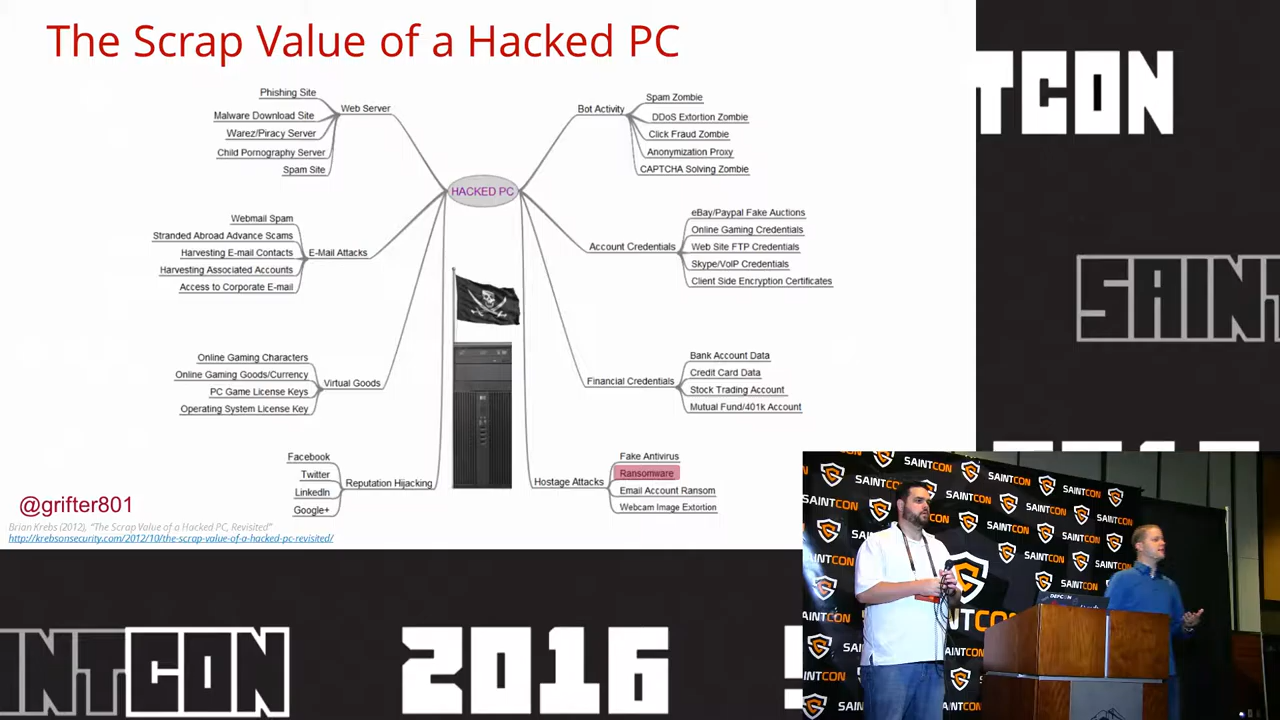 The Scrap Value of a Hacked PC
Phishing Site
Malware Download Site
Warez/Piracy Server
Child Pornography Server
Spam Site
Web Server
Webmail Spam
Stranded Abroad Advance Scams
Harvesting E-mail Contacts
Harvesting Associated Accounts
Access to Corporate E-mail
E-Mail Attacks
Online Gaming Characters
Online Gaming Goods/Currency
PC Game License Keys
Operating System License Key
Virtual Goods
Facebook
Twitter
LinkedIn
Google+
Reputation Hijacking
HACKED PC
Bot Activity
Spam Zombie
DDoS Extortion Zombie
Click Fraud Zombie
Anonymization Proxy
CAPTCHA Solving Zombie
Account Credentials
eBay/Paypal Fake Auctions
Online Gaming Credentials
Web Site FTP Credentials
Skype/VoIP Credentials
Client Side Encryption Certificates
Financial Credentials
Bank Account Data
Credit Card Data
Stock Trading Account
Mutual Fund/401k Account
Hostage Attacks
Fake Antivirus
Ransomware
Email Account Ransom
Webcam Image Extortion
@grifter801
Brian Krebs (2012), "The Scrap Value of a Hacked PC, Revisited"
http://krebsonsecurity.com/2012/10/the-scrap-value-of-a-hacked-pc-revisited/
TCON
SAINT
INTCON
2016
SAINTCON
SAINTCON
SAINTCON
SAINTCON
SAINTCON
DEFCON
NTCON